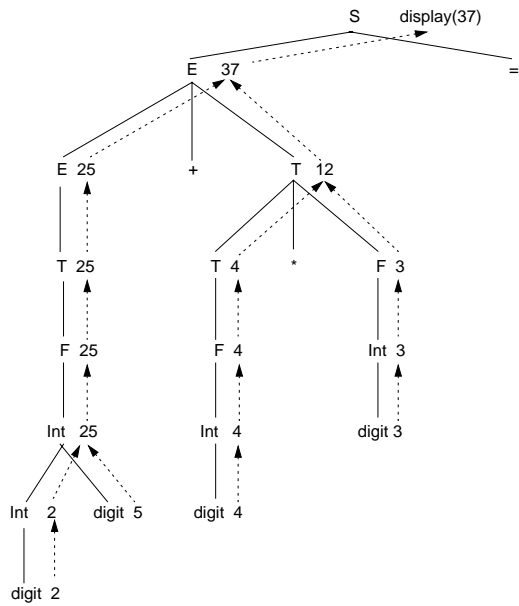 S display(37)
E 37 =
E 25 + T 12
T 25 T 4 * F 3
F 25 F 4 Int 3
Int 25 Int 4 digit 3
Int 2 digit 5 digit 4
digit 2